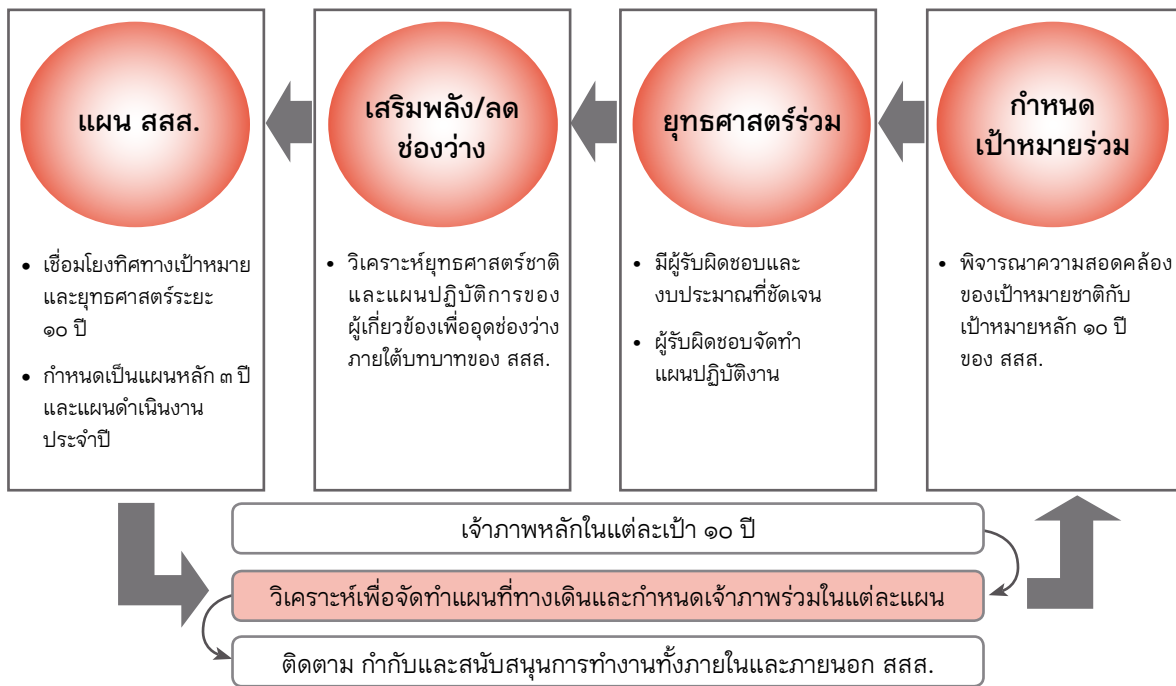 แผน สสส.
• เชื่อมโยงทิศทางเป้าหมาย
และยุทธศาสตร์ระยะ
๑๐ ปี
• กำหนดเป็นแผนหลัก ๓ ปี
และแผนดำเนินงาน
ประจำปี
เสริมพลัง/ลด
ช่องว่าง
• วิเคราะห์ยุทธศาสตร์ชาติ
และแผนปฏิบัติการของ
ผู้เกี่ยวข้องเพื่ออุดช่องว่าง
ภายใต้บทบาทของ สสส.
ยุทธศาสตร์ร่วม
• มีผู้รับผิดชอบและ
งบประมาณที่ชัดเจน
• ผู้รับผิดชอบจัดทำ
แผนปฏิบัติงาน
กำหนด
เป้าหมายร่วม
• พิจารณาความสอดคล้อง
ของเป้าหมายชาติกับ
เป้าหมายหลัก ๑๐ ปี
ของ สสส.
เจ้าภาพหลักในแต่ละเป้า ๑๐ ปี
วิเคราะห์เพื่อจัดทำแผนที่ทางเดินและกำหนดเจ้าภาพร่วมในแต่ละแผน
ติดตาม กำกับและสนับสนุนการทำงานทั้งภายในและภายนอก สสส.